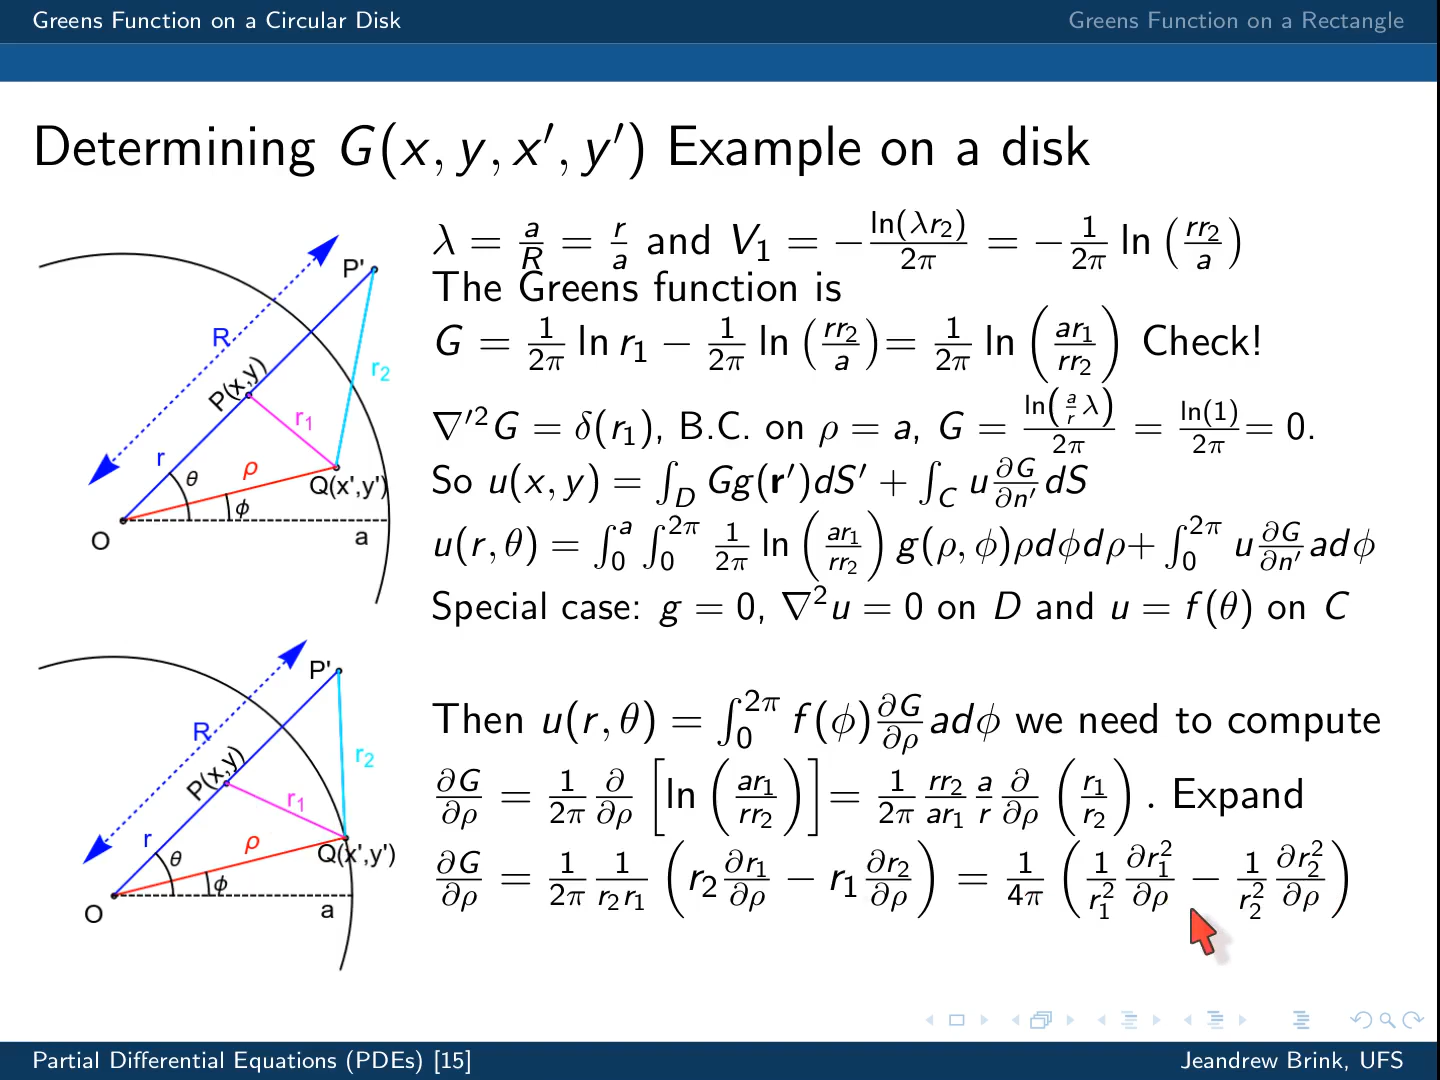 Greens Function on a Circular Disk
Greens Function on a Rectangle
Determining G(x, y, x′, y′) Example on a disk
λ = a/R = r/a and V₁ = −ln(λr₂)/2π = −1/2π ln (rr₂/a)
The Greens function is
G = 1/2π ln r₁ − 1/2π ln (rr₂/a) = 1/2π ln (ar₁/rr₂) Check!
∇′²G = δ(r₁), B.C. on ρ = a, G = ln(a/r λ)/2π = ln(1)/2π = 0.
So u(x, y) = ∫_D Gg(r′)dS′ + ∫_C u ∂G/∂n′ dS
u(r, θ) = ∫₀^a ∫₀^2π 1/2π ln (ar₁/rr₂) g(ρ, ϕ)ρdϕdρ + ∫₀^2π u ∂G/∂n′ adϕ
Special case: g = 0, ∇²u = 0 on D and u = f(θ) on C
Then u(r, θ) = ∫₀^2π f(ϕ) ∂G/∂ρ adϕ we need to compute
∂G/∂ρ = 1/2π ∂/∂ρ [ln (ar₁/rr₂)] = 1/2π rr₂/ar₁ a/r ∂/∂ρ (r₁/r₂). Expand
∂G/∂ρ = 1/2π 1/r₂r₁ (r₂ ∂r₁/∂ρ − r₁ ∂r₂/∂ρ) = 1/4π (1/r₁² ∂r₁²/∂ρ − 1/r₂² ∂r₂²/∂ρ)
P'
R
P(x,y)
r₂
r₁
r
θ
ρ
Q(x',y')
ϕ
O
a
P'
R
P(x,y)
r₂
r₁
r
θ
ρ
Q(x',y')
ϕ
O
a
Partial Differential Equations (PDEs) [15]
Jeandrew Brink, UFS